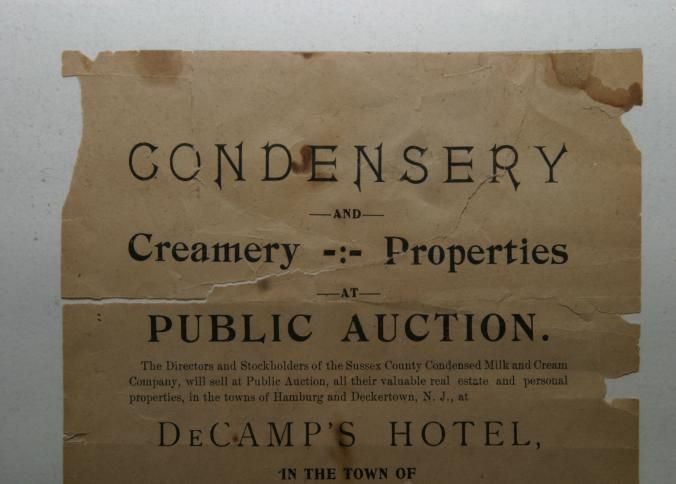 CONDENSERY
—AND—
Creamery -:- Properties
—AT—
PUBLIC AUCTION.
The Directors and Stockholders of the Sussex County Condensed Milk and Cream
Company, will sell at Public Auction, all their valuable real estate and personal
properties, in the towns of Hamburg and Deckertown, N. J., at
DECAMP'S HOTEL,
IN THE TOWN OF